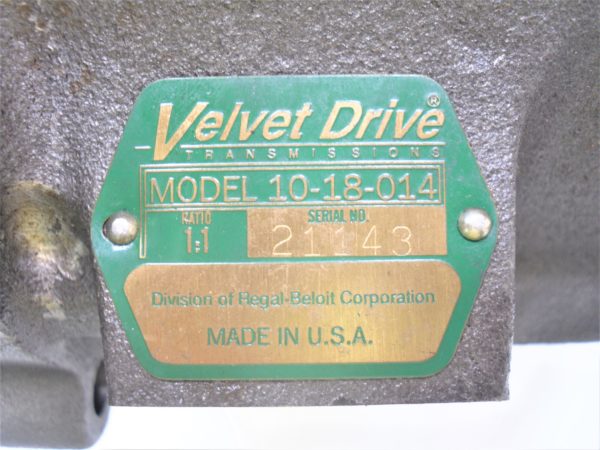 Velvet Drive®
TRANSMISSIONS
MODEL 10-18-014
RATIO
1:1
SERIAL NO.
21143
Division of Regal-Beloit Corporation
MADE IN U.S.A.